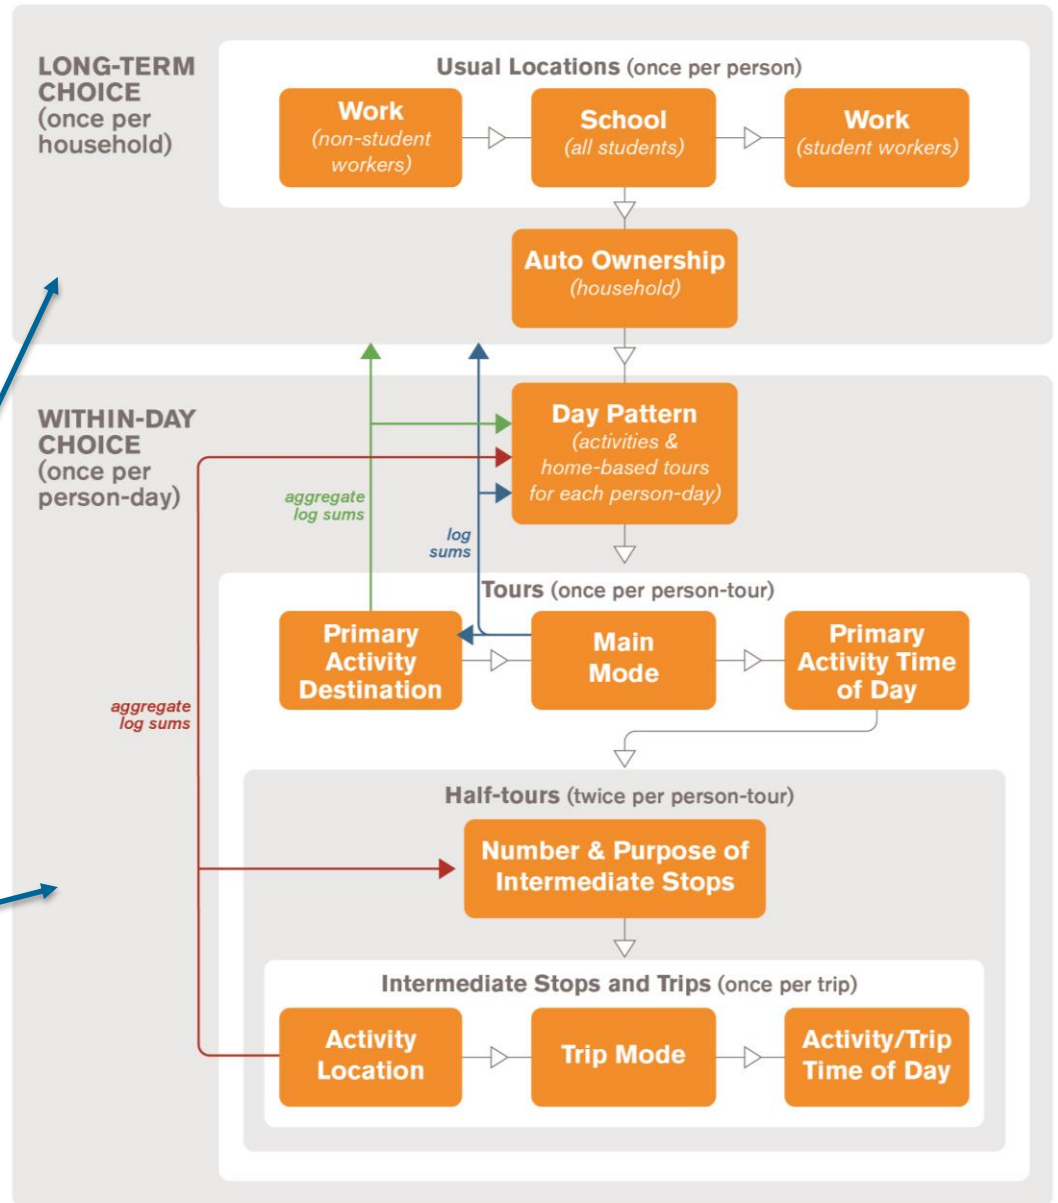 LONG-TERM
CHOICE
(once per
household)
Usual Locations (once per person)
Work
(non-student
workers)
School
(all students)
Work
(student workers)
Auto Ownership
(household)
WITHIN-DAY
CHOICE
(once per
person-day)
Day Pattern
(activities &
home-based tours
for each person-day)
aggregate
log sums
log
sums
Tours (once per person-tour)
Primary
Activity
Destination
Main
Mode
Primary
Activity Time
of Day
aggregate
log sums
Half-tours (twice per person-tour)
Number & Purpose of
Intermediate Stops
Intermediate Stops and Trips (once per trip)
Activity
Location
Trip Mode
Activity/Trip
Time of Day